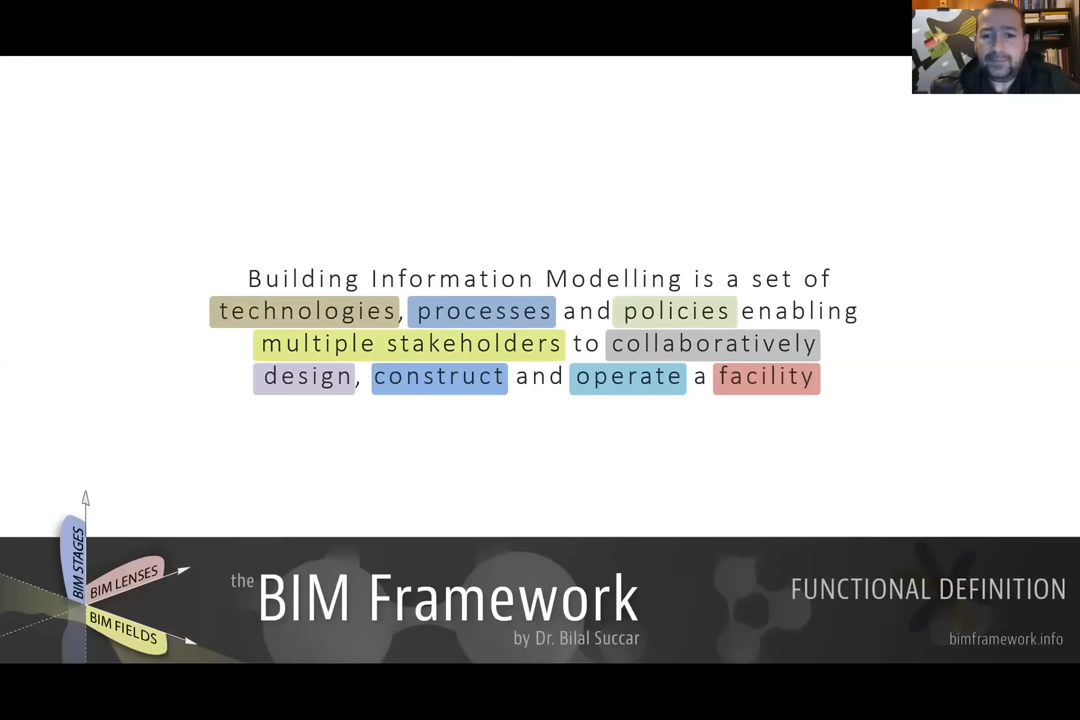 Building Information Modelling is a set of
technologies, processes and policies enabling
multiple stakeholders to collaboratively
design, construct and operate a facility
BIM STAGES
BIM LENSES
BIM FIELDS
the BIM Framework
by Dr. Bilal Succar
FUNCTIONAL DEFINITION
bimframework.info